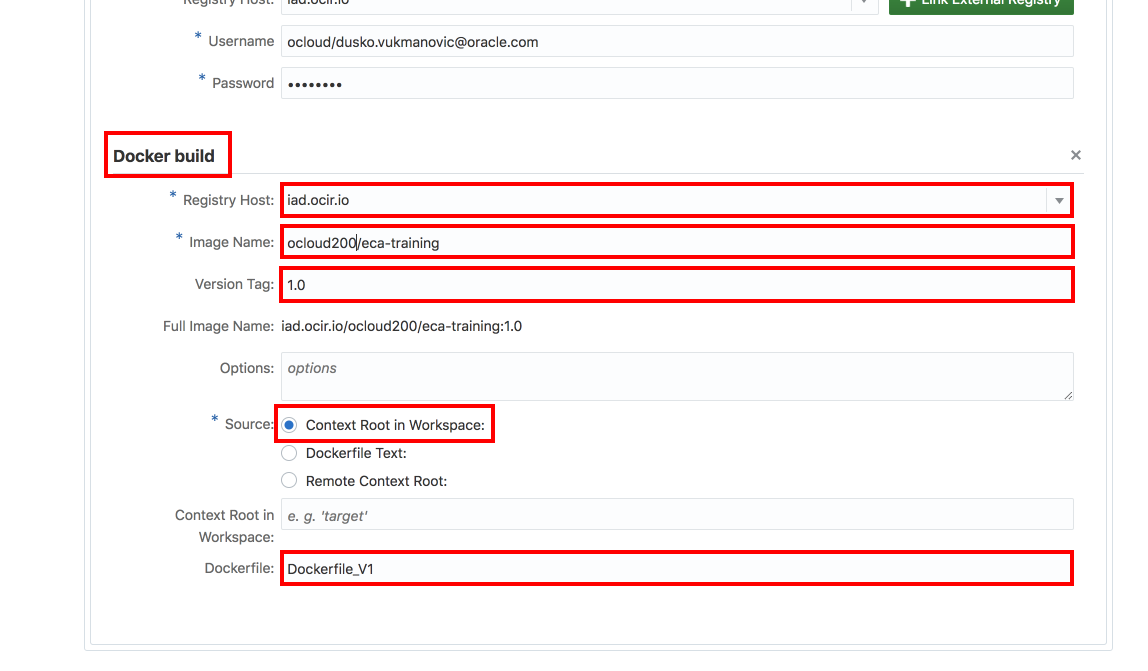 Registry Host: iad.ocir.io Link External Registry
* Username ocloud/dusko.vukmanovic@oracle.com
* Password ••••••••
Docker build ×
* Registry Host: iad.ocir.io
* Image Name: ocloud200/eca-training
Version Tag: 1.0
Full Image Name: iad.ocir.io/ocloud200/eca-training:1.0
Options: options
* Source: Context Root in Workspace:
Dockerfile Text:
Remote Context Root:
Context Root in e. g. 'target'
Workspace:
Dockerfile: Dockerfile_V1